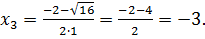 x₃ = (−2−√16)/(2·1) = (−2−4)/2 = −3.